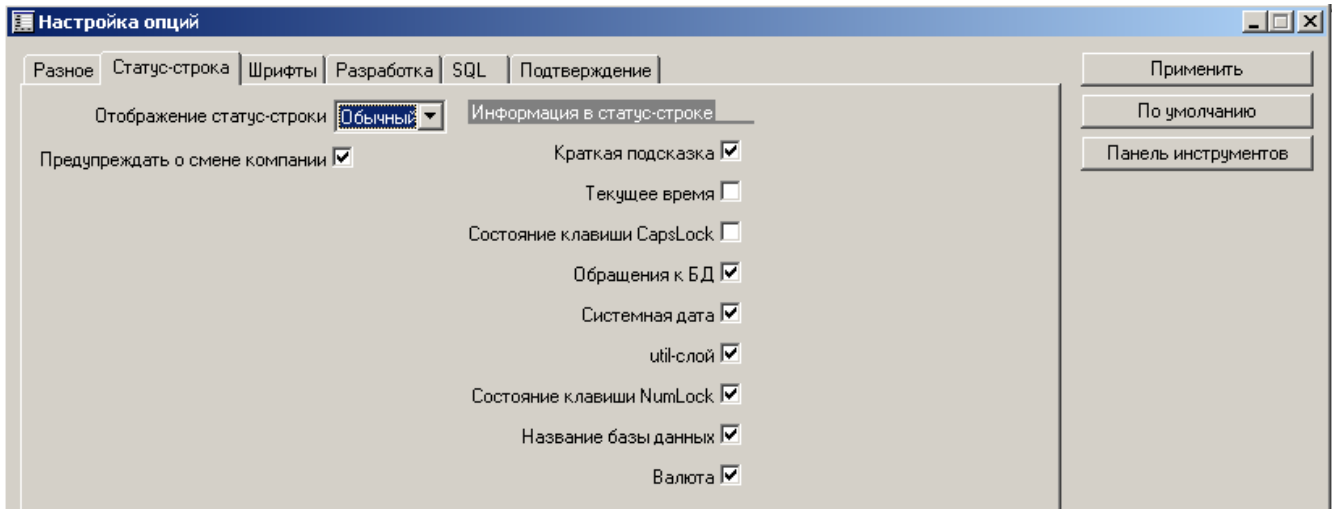 Настройка опций
Разное Статус-строка Шрифты Разработка SQL Подтверждение
Применить
Отображение статус-строки Обычный Информация в статус-строке
По умолчанию
Предупреждать о смене компании Краткая подсказка
Панель инструментов
Текущее время
Состояние клавиши CapsLock
Обращения к БД
Системная дата
util-слой
Состояние клавиши NumLock
Название базы данных
Валюта